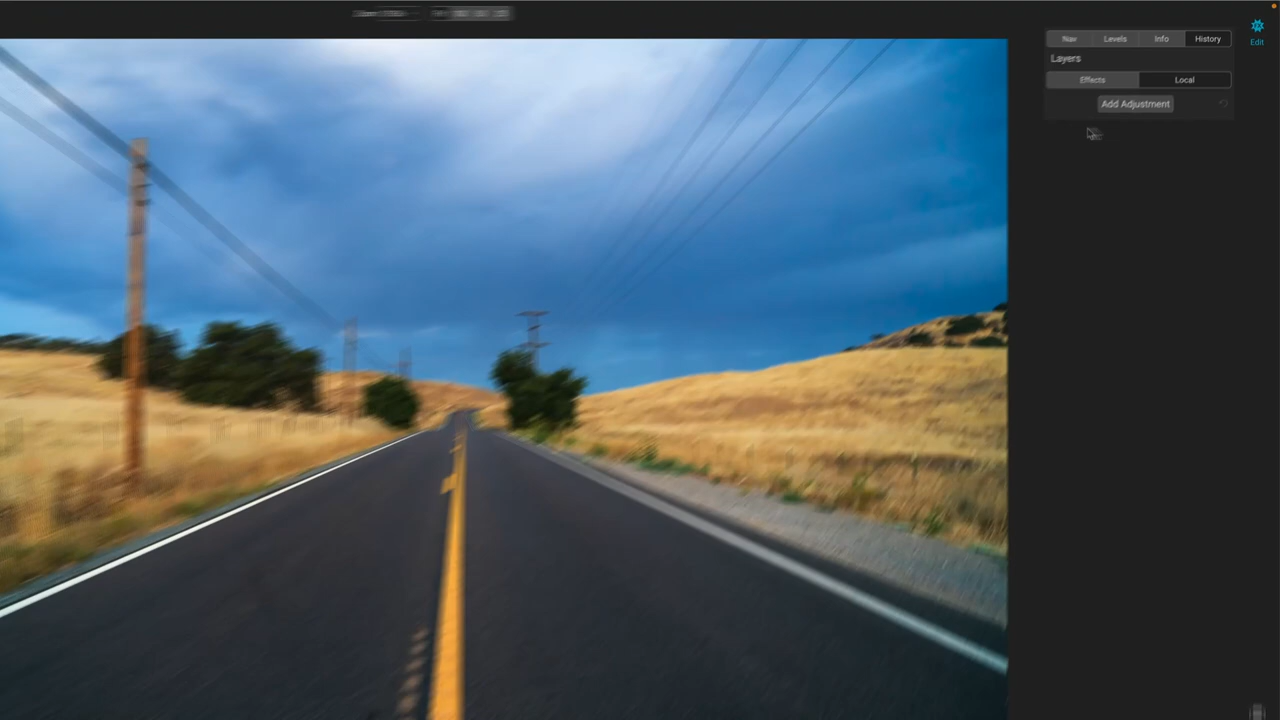 Nav Levels Info History
Edit
Layers
Effects Local
Add Adjustment